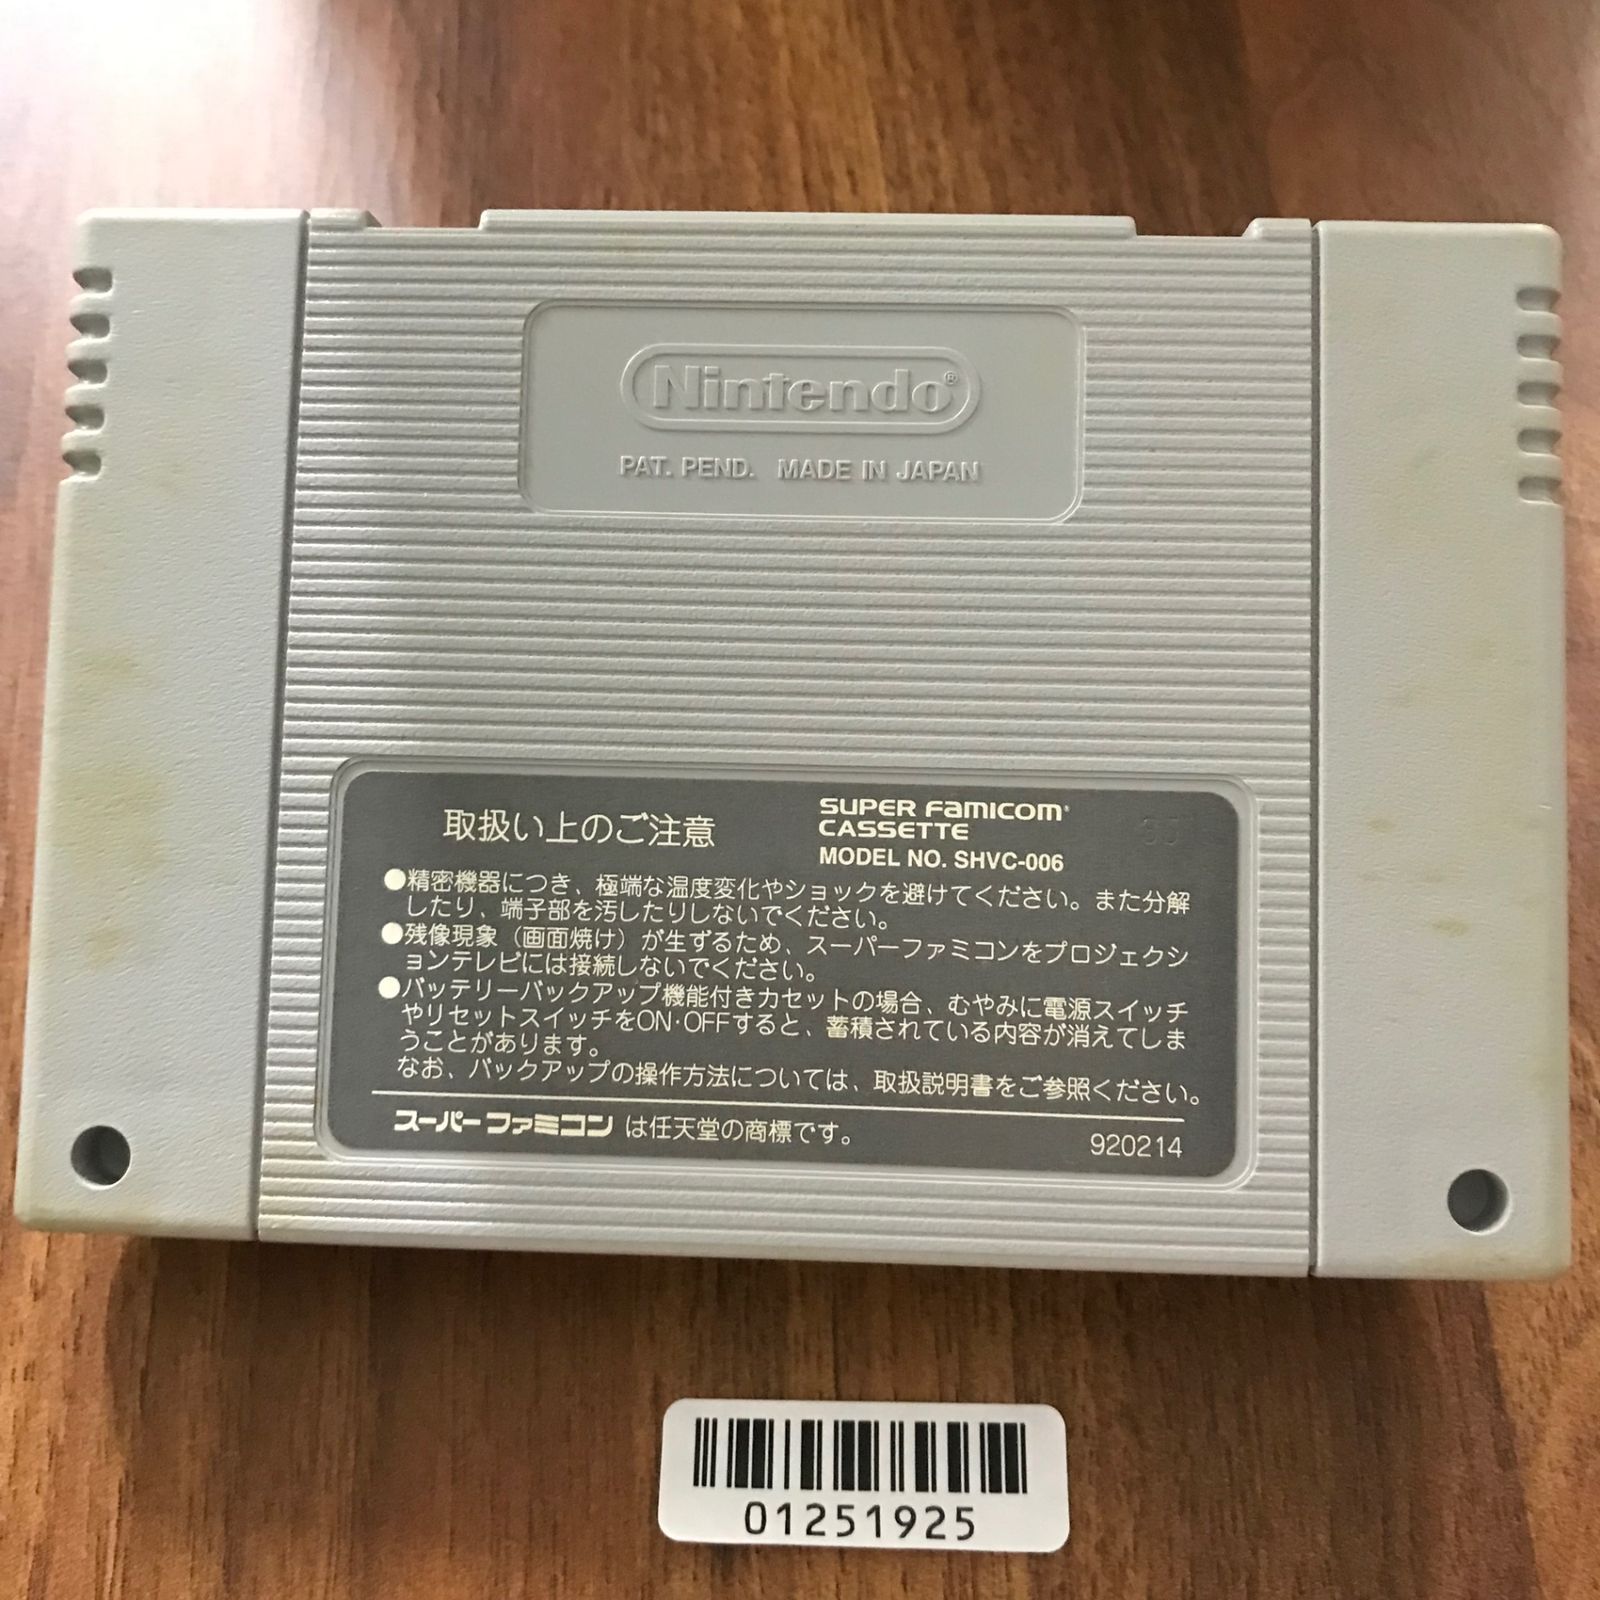 Nintendo®
PAT. PEND. MADE IN JAPAN
取扱い上のご注意
SUPER FAMICOM®
CASSETTE
MODEL NO. SHVC-006
●精密機器につき、極端な温度変化やショックを避けてください。また分解
したり、端子部を汚したりしないでください。
●残像現象（画面焼け）が生ずるため、スーパーファミコンをプロジェクシ
ョンテレビには接続しないでください。
●バッテリーバックアップ機能付きカセットの場合、むやみに電源スイッチ
やリセットスイッチをON·OFFすると、蓄積されている内容が消えてしま
うことがあります。
なお、バックアップの操作方法については、取扱説明書をご参照ください。
スーパーファミコン は任天堂の商標です。
920214
01251925